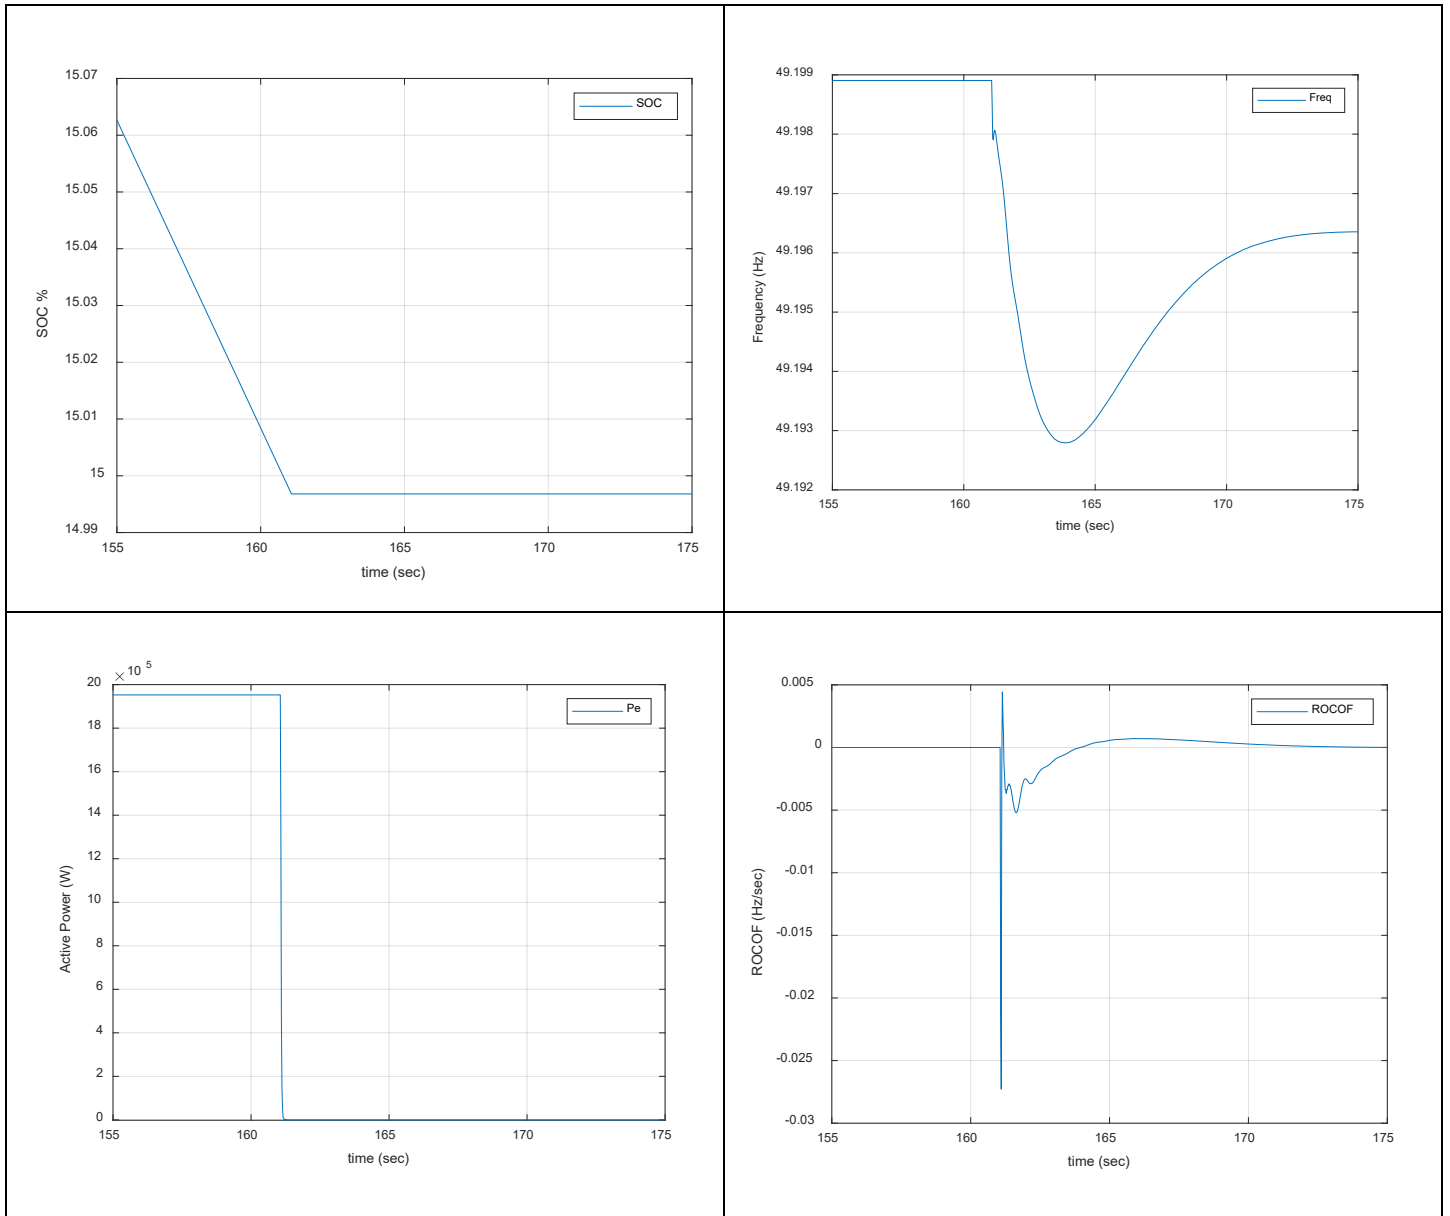 15.07
15.06
15.05
15.04
15.03
15.02
15.01
15
14.99
SOC %
SOC
155 160 165 170 175
time (sec)
49.199
49.198
49.197
49.196
49.195
49.194
49.193
49.192
Frequency (Hz)
Freq
155 160 165 170 175
time (sec)
× 10 5
20
18
16
14
12
10
8
6
4
2
0
Active Power (W)
Pe
155 160 165 170 175
time (sec)
0.005
0
-0.005
-0.01
-0.015
-0.02
-0.025
-0.03
ROCOF (Hz/sec)
ROCOF
155 160 165 170 175
time (sec)